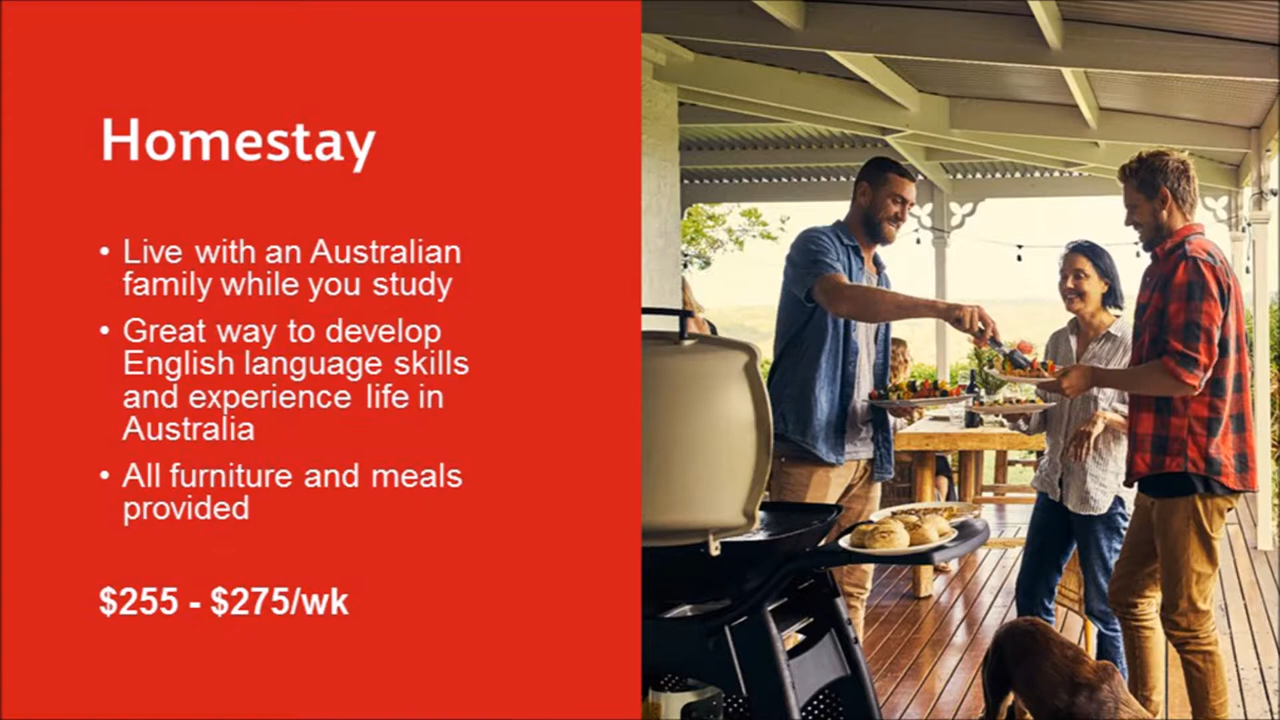 Homestay
• Live with an Australian
family while you study
• Great way to develop
English language skills
and experience life in
Australia
• All furniture and meals
provided
$255 - $275/wk